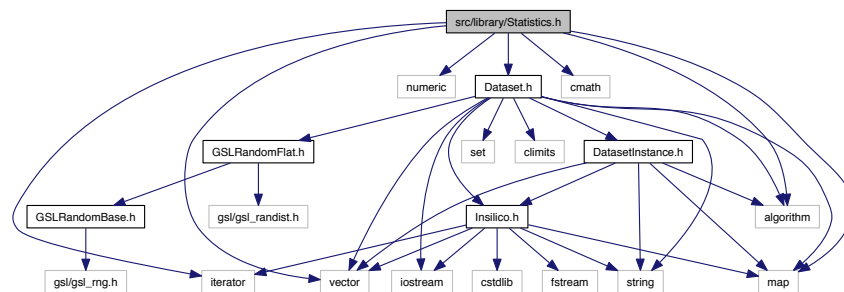 src/library/Statistics.h
numeric
Dataset.h
cmath
GSLRandomFlat.h
set
climits
DatasetInstance.h
GSLRandomBase.h
gsl/gsl_randist.h
Insilico.h
algorithm
gsl/gsl_rng.h
iterator
vector
iostream
cstdlib
fstream
string
map